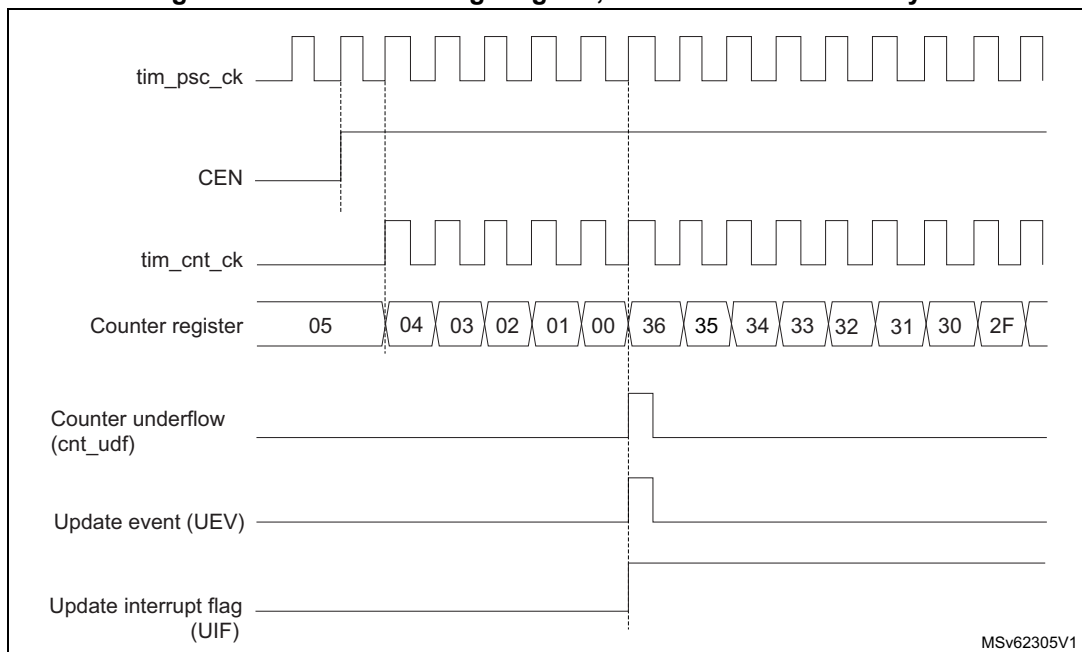 tim_psc_ck
CEN
tim_cnt_ck
Counter register 05 04 03 02 01 00 36 35 34 33 32 31 30 2F
Counter underflow
(cnt_udf)
Update event (UEV)
Update interrupt flag
(UIF)
MSv62305V1